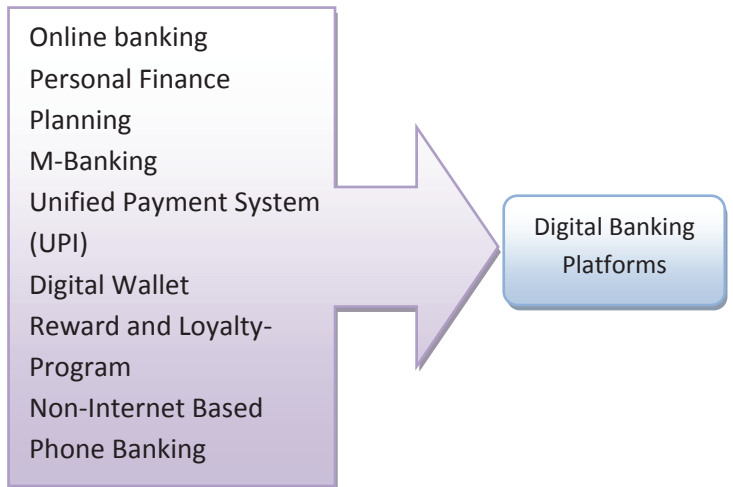 Online banking
Personal Finance
Planning
M-Banking
Unified Payment System
(UPI)
Digital Wallet
Reward and Loyalty-
Program
Non-Internet Based
Phone Banking
Digital Banking
Platforms